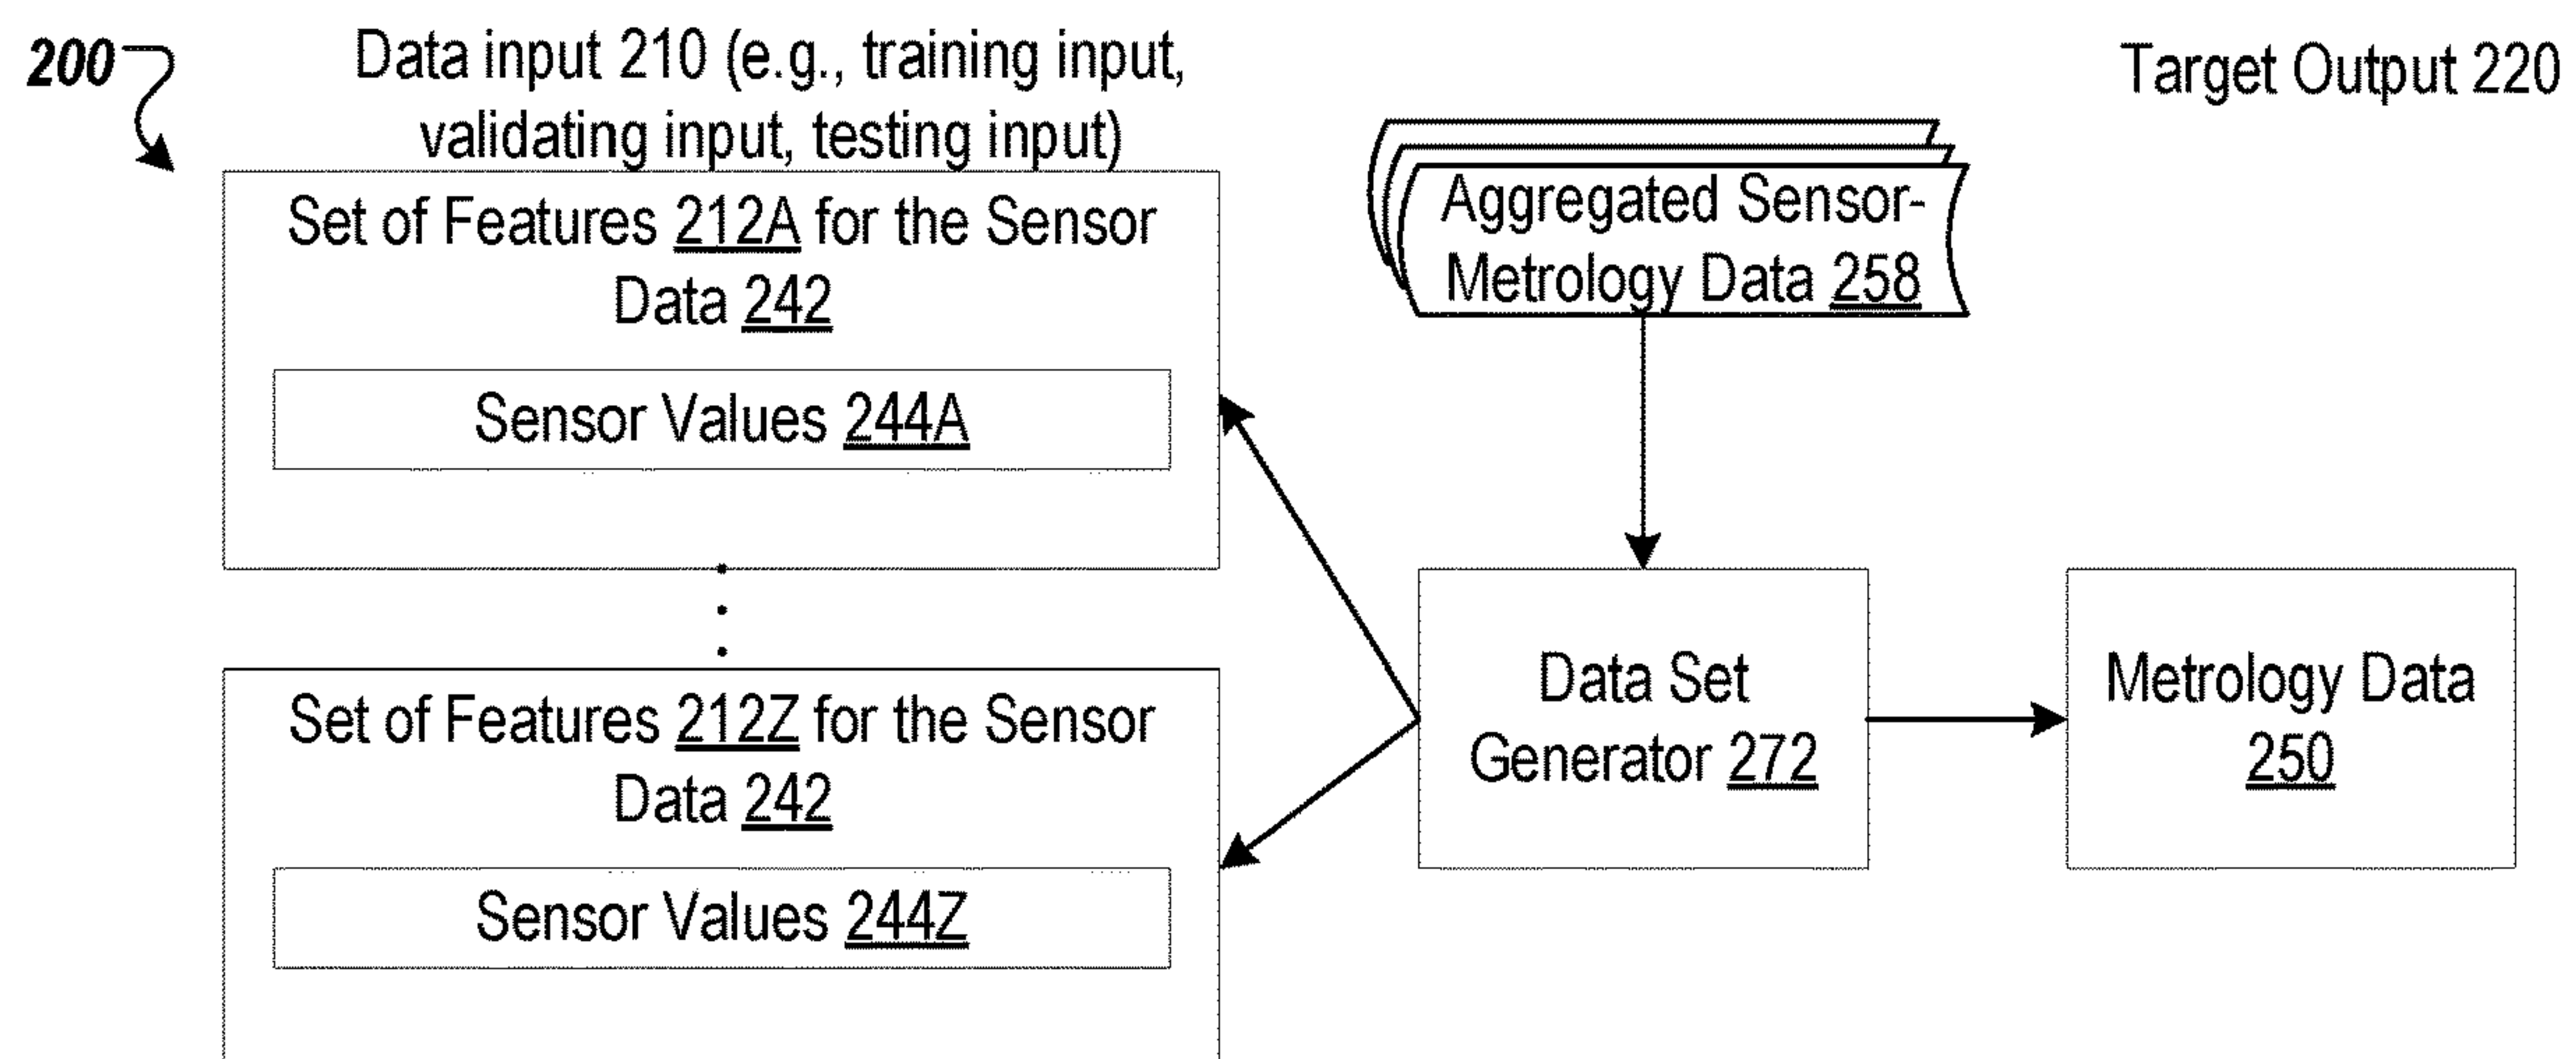 200
Data input 210 (e.g., training input,
validating input, testing input)
Target Output 220
Set of Features 212A for the Sensor
Data 242
Sensor Values 244A
Aggregated Sensor-
Metrology Data 258
Set of Features 212Z for the Sensor
Data 242
Sensor Values 244Z
Data Set
Generator 272
Metrology Data
250